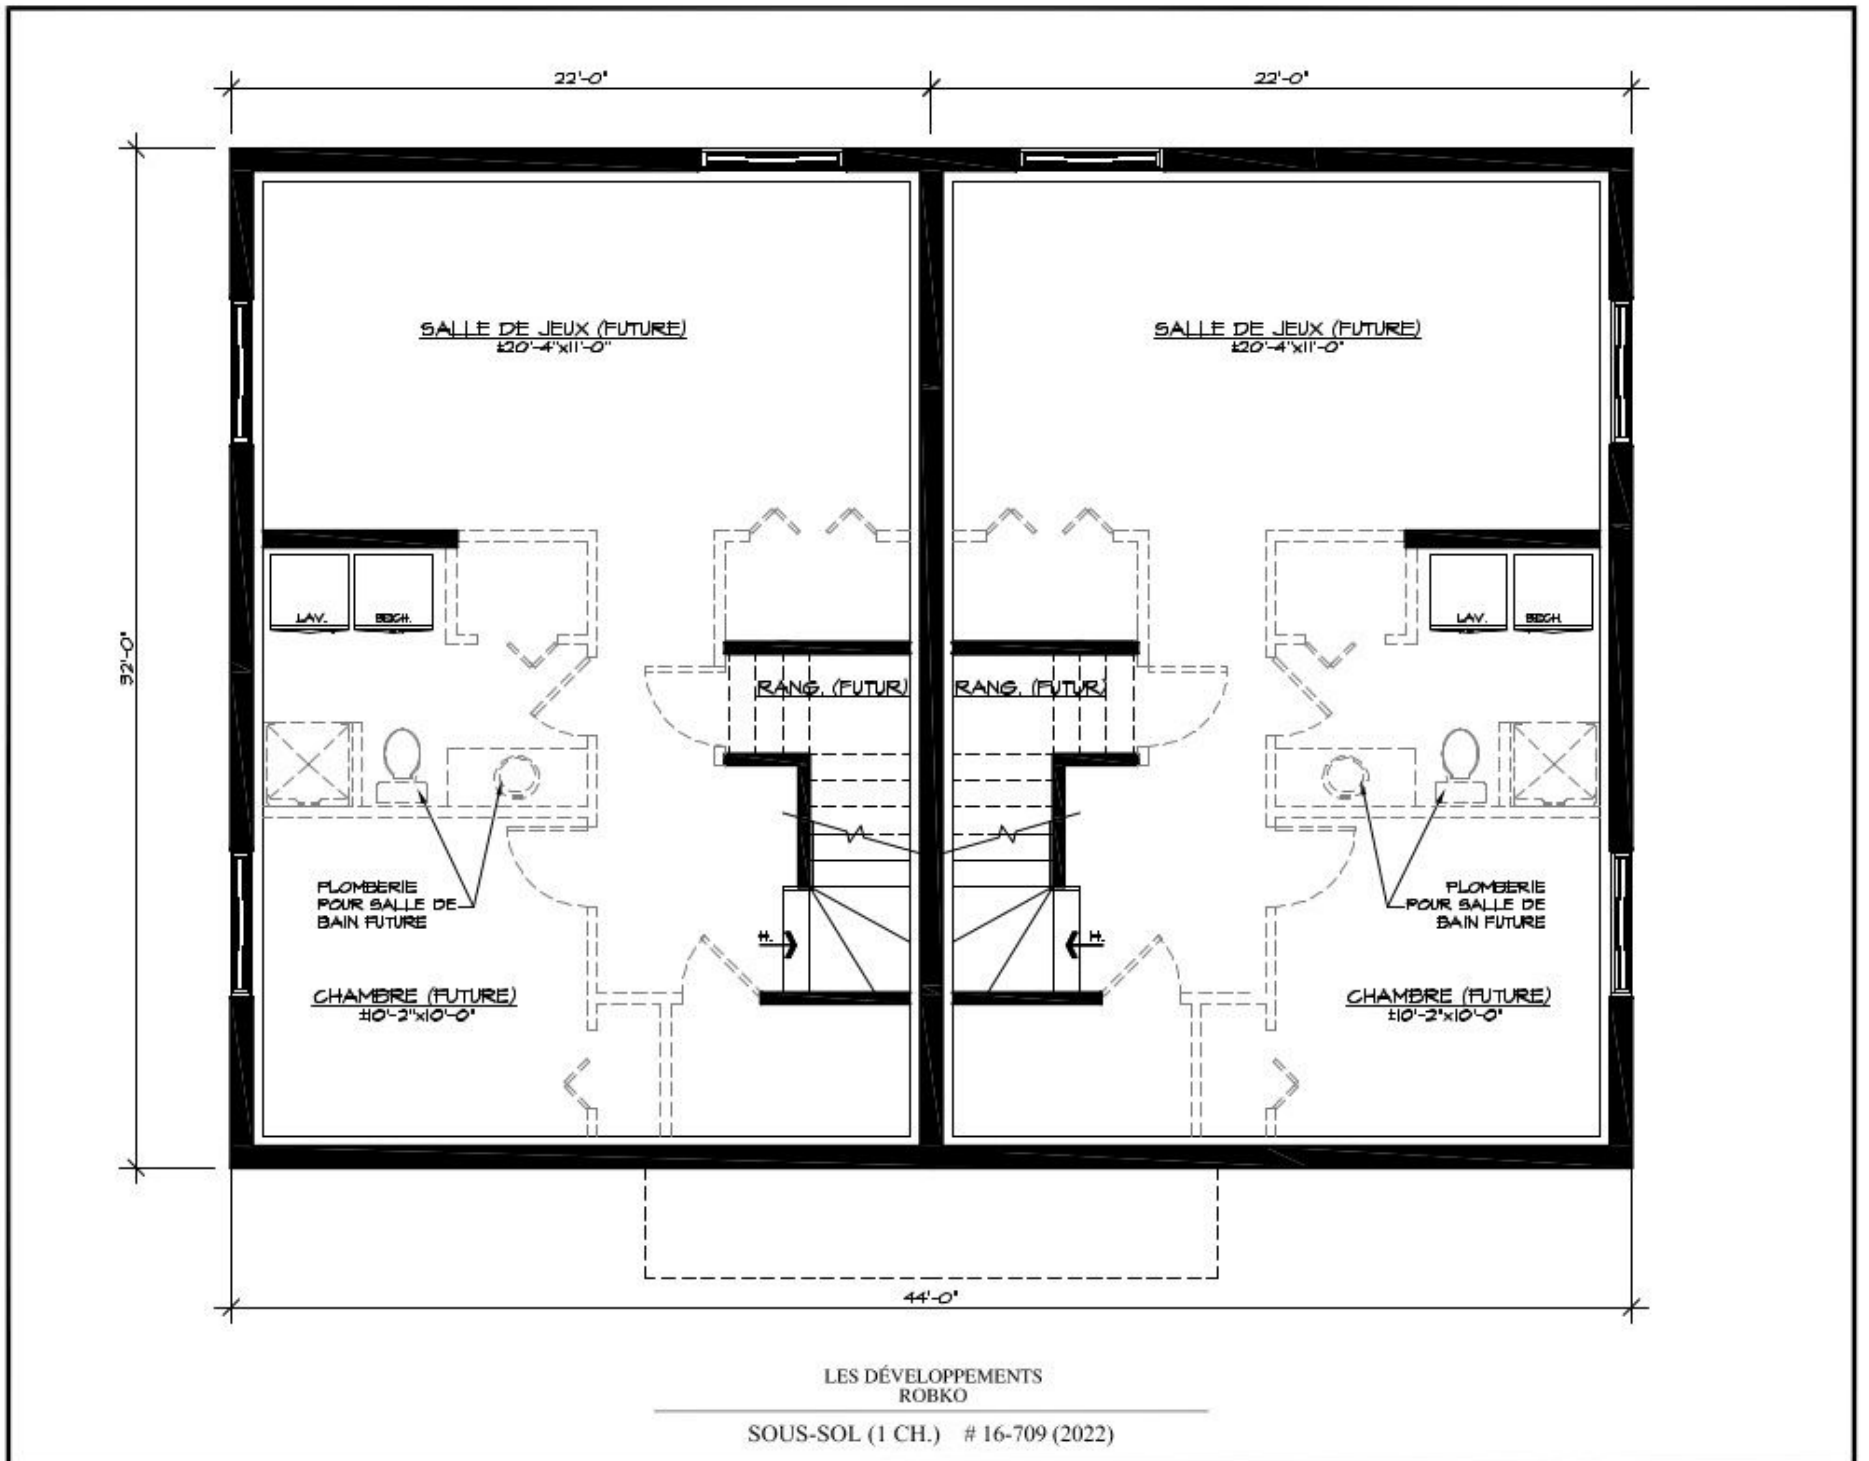 22'-0" 22'-0"
SALLE DE JEUX (FUTURE) SALLE DE JEUX (FUTURE)
±20'-4"x11'-0" ±20'-4"x11'-0"
LAV. SECH. LAV. SECH.
32'-0"
RANG. (FUTUR) RANG. (FUTUR)
PLOMBERIE
POUR SALLE DE
BAIN FUTURE
PLOMBERIE
POUR SALLE DE
BAIN FUTURE
H. H.
CHAMBRE (FUTURE) CHAMBRE (FUTURE)
±10'-2"x10'-0" ±10'-2"x10'-0"
44'-0"
LES DÉVELOPPEMENTS
ROBKO
SOUS-SOL (1 CH.) # 16-709 (2022)